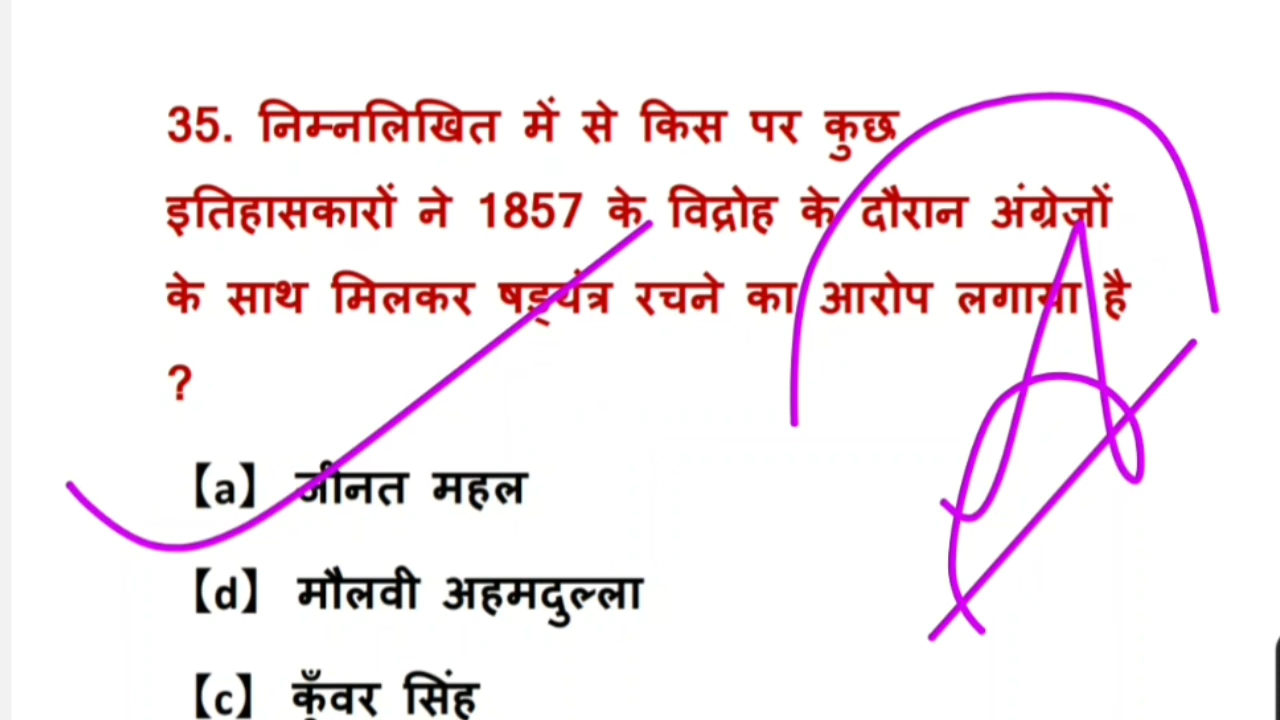 35. निम्नलिखित में से किस पर कुछ
इतिहासकारों ने 1857 के विद्रोह के दौरान अंग्रेजों
के साथ मिलकर षड्यंत्र रचने का आरोप लगाया है
?
【a】 जीनत महल
【d】 मौलवी अहमदुल्ला
【c】 कुँवर सिंह
A